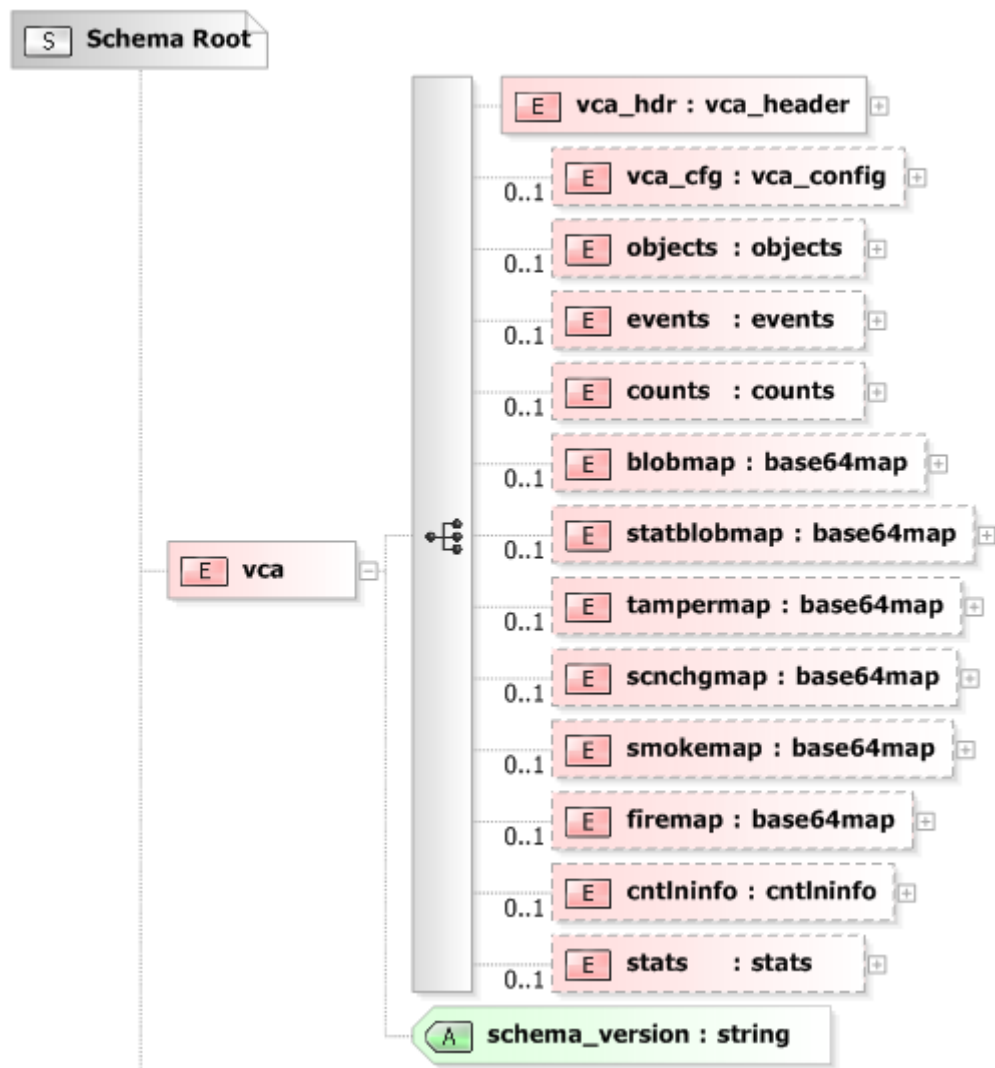 S Schema Root
E vca_hdr : vca_header
0..1 E vca_cfg : vca_config
0..1 E objects : objects
0..1 E events : events
0..1 E counts : counts
0..1 E blobmap : base64map
0..1 E statblobmap : base64map
E vca
0..1 E tampermap : base64map
0..1 E scnchgmap : base64map
0..1 E smokemap : base64map
0..1 E firemap : base64map
0..1 E cntlninfo : cntlninfo
0..1 E stats : stats
A schema_version : string